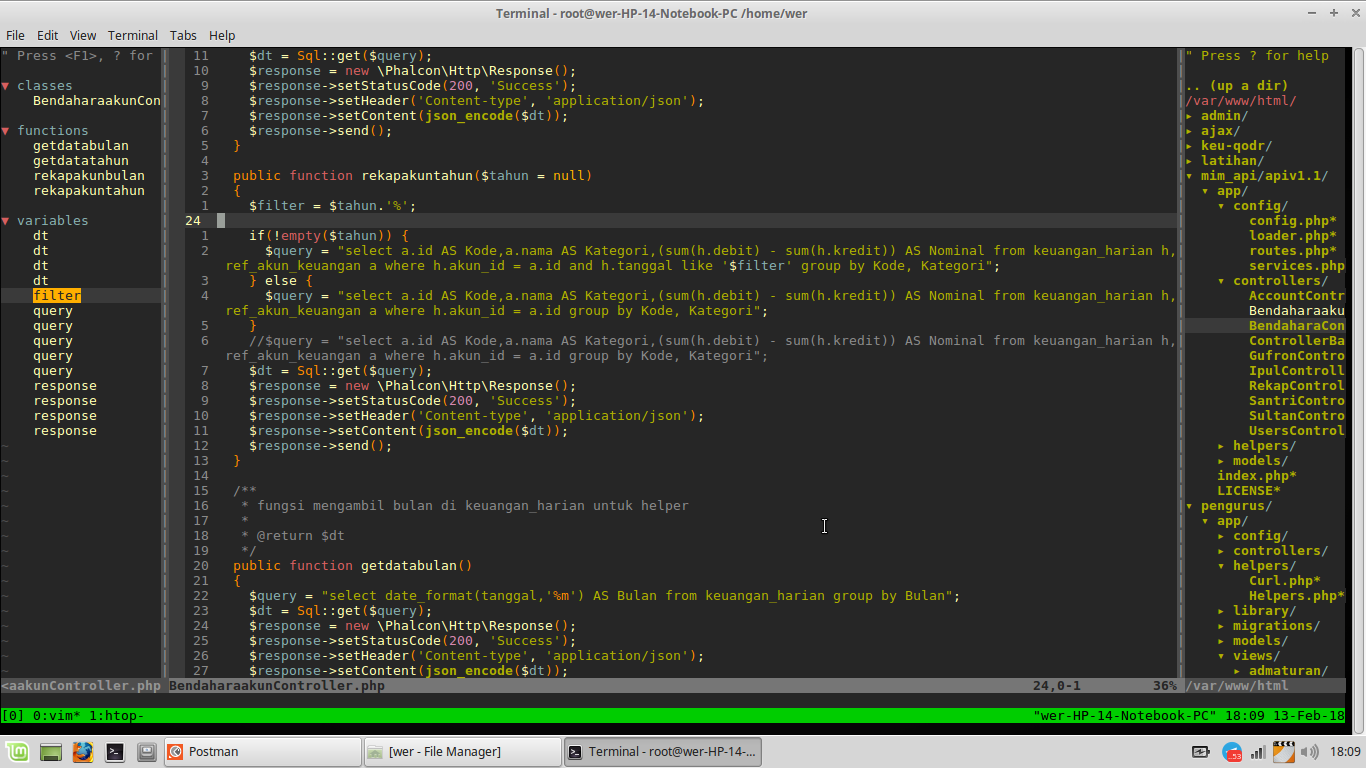 Terminal - root@wer-HP-14-Notebook-PC /home/wer
File Edit View Terminal Tabs Help
" Press <F1>, ? for
▼ classes
BendaharaakunCon
▼ functions
getdatabulan
getdatatahun
rekapakunbulan
rekapakuntahun
▼ variables
dt
dt
dt
dt
filter
query
query
query
query
query
response
response
response
response
<aakunController.php
11 $dt = Sql::get($query);
10 $response = new \Phalcon\Http\Response();
9 $response->setStatusCode(200, 'Success');
8 $response->setHeader('Content-type', 'application/json');
7 $response->setContent(json_encode($dt));
6 $response->send();
5 }
4
3 public function rekapakuntahun($tahun = null)
2 {
1 $filter = $tahun.'%';
24
1 if(!empty($tahun)) {
2 $query = "select a.id AS Kode,a.nama AS Kategori,(sum(h.debit) - sum(h.kredit)) AS Nominal from keuangan_harian h,
ref_akun_keuangan a where h.akun_id = a.id and h.tanggal like '$filter' group by Kode, Kategori";
3 } else {
4 $query = "select a.id AS Kode,a.nama AS Kategori,(sum(h.debit) - sum(h.kredit)) AS Nominal from keuangan_harian h,
ref_akun_keuangan a where h.akun_id = a.id group by Kode, Kategori";
5 }
6 //$query = "select a.id AS Kode,a.nama AS Kategori,(sum(h.debit) - sum(h.kredit)) AS Nominal from keuangan_harian h,
ref_akun_keuangan a where h.akun_id = a.id group by Kode, Kategori";
7 $dt = Sql::get($query);
8 $response = new \Phalcon\Http\Response();
9 $response->setStatusCode(200, 'Success');
10 $response->setHeader('Content-type', 'application/json');
11 $response->setContent(json_encode($dt));
12 $response->send();
13 }
14
15 /**
16 * fungsi mengambil bulan di keuangan_harian untuk helper
17 *
18 * @return $dt
19 */
20 public function getdatabulan()
21 {
22 $query = "select date_format(tanggal,'%m') AS Bulan from keuangan_harian group by Bulan";
23 $dt = Sql::get($query);
24 $response = new \Phalcon\Http\Response();
25 $response->setStatusCode(200, 'Success');
26 $response->setHeader('Content-type', 'application/json');
27 $response->setContent(json_encode($dt));
BendaharaakunController.php 24,0-1 36%
" Press ? for help
.. (up a dir)
/var/www/html/
▸ admin/
▸ ajax/
▸ keu-qodr/
▸ latihan/
▾ mim_api/apiv1.1/
▾ app/
▾ config/
config.php*
loader.php*
routes.php*
services.php
▾ controllers/
AccountContr
Bendaharaaku
BendaharaCon
ControllerBa
GufronContro
IpulControll
RekapControl
SantriContro
SultanContro
UsersControl
▸ helpers/
▸ models/
index.php*
LICENSE*
▾ pengurus/
▾ app/
▸ config/
▸ controllers/
▾ helpers/
Curl.php*
Helpers.php*
▸ library/
▸ migrations/
▸ models/
▾ views/
▸ admaturan/
/var/www/html
[0] 0:vim* 1:htop- "wer-HP-14-Notebook-PC" 18:09 13-Feb-18
Postman
[wer - File Manager]
Terminal - root@wer-HP-14-...
53
18:09